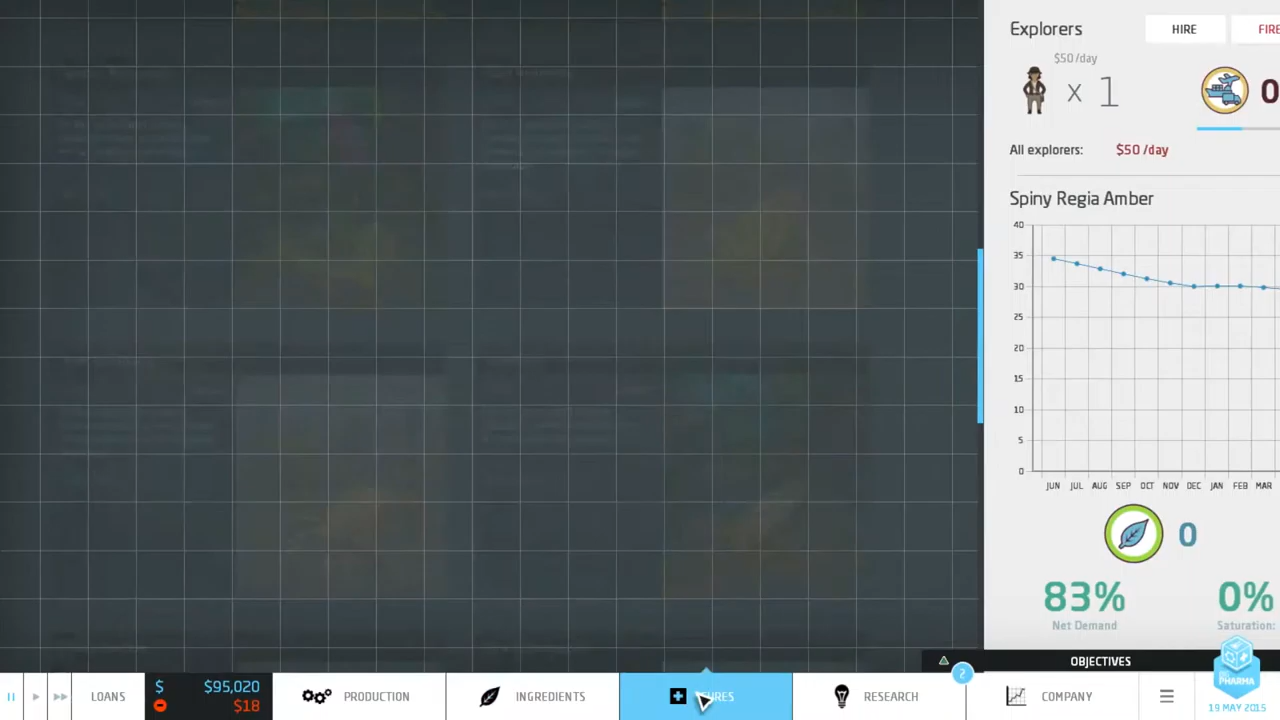 Explorers
HIRE
FIRE
$50 /day
X 1
0
All explorers: $50 /day
Spiny Regia Amber
40
35
30
25
20
15
10
5
0
JUN JUL AUG SEP OCT NOV DEC JAN FEB MAR
0
83%
Net Demand
0%
Saturation:
OBJECTIVES
2
LOANS
$ $95,020
$18
PRODUCTION
INGREDIENTS
RESEARCH
COMPANY
PHARMA
19 MAY 2015